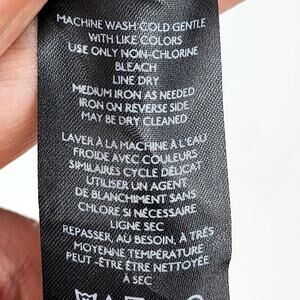 MACHINE WASH COLD GENTLE
WITH LIKE COLORS
USE ONLY NON-CHLORINE
BLEACH
LINE DRY
MEDIUM IRON AS NEEDED
IRON ON REVERSE SIDE
MAY BE DRY CLEANED
LAVER À LA MACHINE À L'EAU
FROIDE AVEC COULEURS
SIMILAIRES CYCLE DÉLICAT
UTILISER UN AGENT
DE BLANCHIMENT SANS
CHLORE SI NÉCESSAIRE
LIGNE SEC
REPASSER, AU BESOIN, À TRÈS
MOYENNE TEMPÉRATURE
PEUT -ÊTRE ÊTRE NETTOYÉE
À SEC